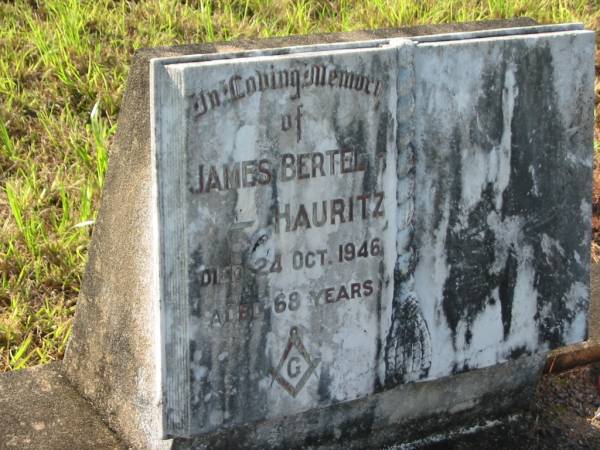 In Loving Memory
of
JAMES BERTEL
HAURITZ
DIED 24 OCT. 1946
AGED 68 YEARS
G